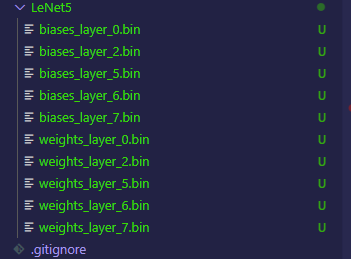 LeNet5
biases_layer_0.bin U
biases_layer_2.bin U
biases_layer_5.bin U
biases_layer_6.bin U
biases_layer_7.bin U
weights_layer_0.bin U
weights_layer_2.bin U
weights_layer_5.bin U
weights_layer_6.bin U
weights_layer_7.bin U
.gitignore